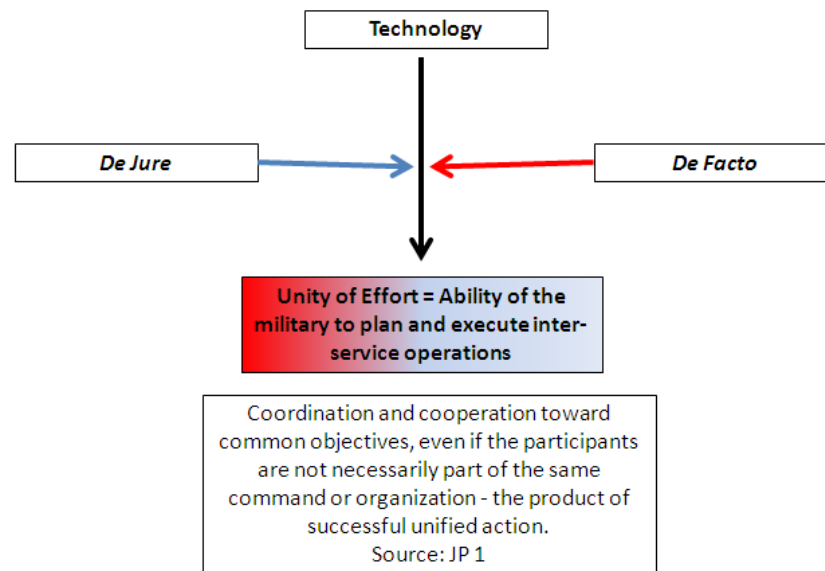 Technology
De Jure
De Facto
Unity of Effort = Ability of the
military to plan and execute inter-
service operations
Coordination and cooperation toward
common objectives, even if the participants
are not necessarily part of the same
command or organization - the product of
successful unified action.
Source: JP 1